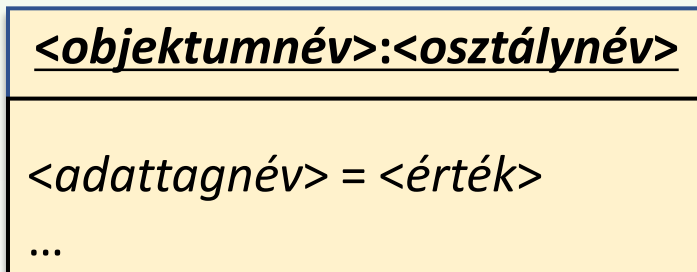 <objektumnév>:<osztálynév>
<adattagnév> = <érték>
...